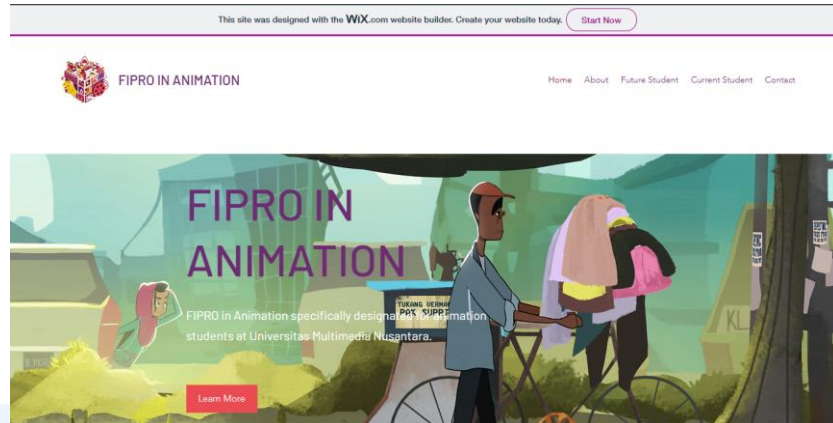 This site was designed with the WiX.com website builder. Create your website today. Start Now
FIPRO IN ANIMATION
Home About Future Student Current Student Contact
FIPRO IN
ANIMATION
TUKANG
PAK SUPRI
FIPRO in Animation specifically designated for animation
students at Universitas Multimedia Nusantara.
KL
Learn More